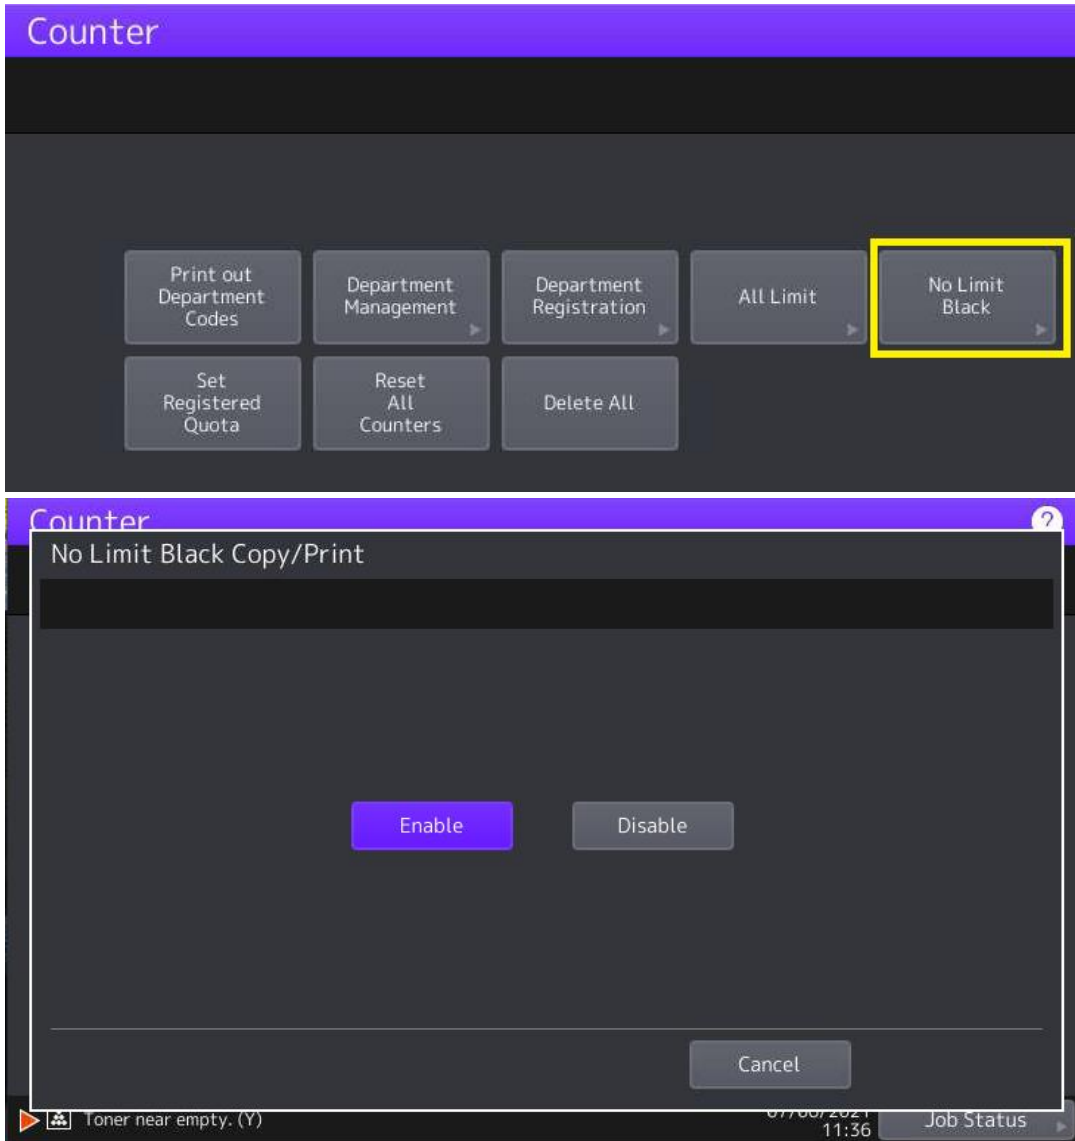 Counter
Print out
Department
Codes
Department
Management
Department
Registration
All Limit
No Limit
Black
Set
Registered
Quota
Reset
All
Counters
Delete All
Counter
?
No Limit Black Copy/Print
Enable
Disable
Cancel
Toner near empty. (Y)
11:36
Job Status